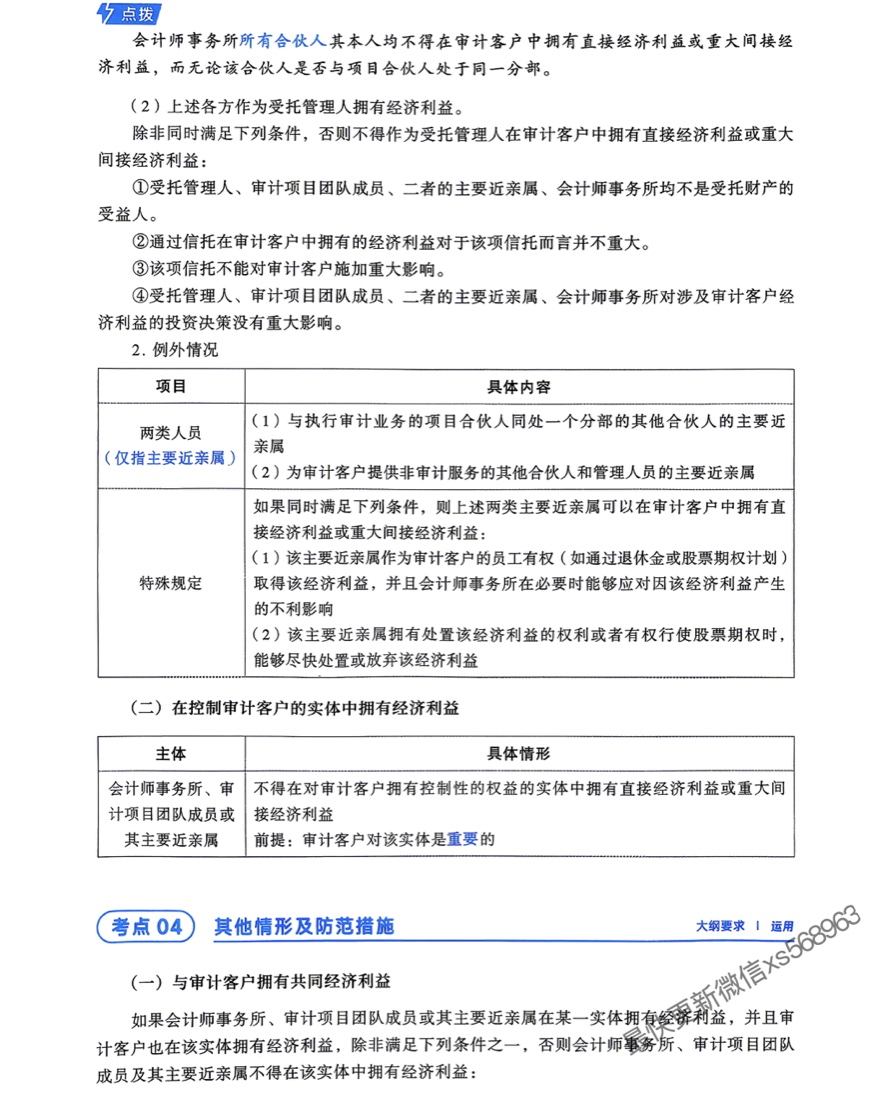 点拨
会计师事务所所有合伙人其本人均不得在审计客户中拥有直接经济利益或重大间接经
济利益，而无论该合伙人是否与项目合伙人处于同一分部。
（2）上述各方作为受托管理人拥有经济利益。
除非同时满足下列条件，否则不得作为受托管理人在审计客户中拥有直接经济利益或重大
间接经济利益：
①受托管理人、审计项目团队成员、二者的主要近亲属、会计师事务所均不是受托财产的
受益人。
②通过信托在审计客户中拥有的经济利益对于该项信托而言并不重大。
③该项信托不能对审计客户施加重大影响。
④受托管理人、审计项目团队成员、二者的主要近亲属、会计师事务所对涉及审计客户经
济利益的投资决策没有重大影响。
2. 例外情况
项目 具体内容
两类人员
（仅指主要近亲属）
（1）与执行审计业务的项目合伙人同处一个分部的其他合伙人的主要近
亲属
（2）为审计客户提供非审计服务的其他合伙人和管理人员的主要近亲属
特殊规定
如果同时满足下列条件，则上述两类主要近亲属可以在审计客户中拥有直
接经济利益或重大间接经济利益：
（1）该主要近亲属作为审计客户的员工有权（如通过退休金或股票期权计划）
取得该经济利益，并且会计师事务所在必要时能够应对因该经济利益产生
的不利影响
（2）该主要近亲属拥有处置该经济利益的权利或者有权行使股票期权时，
能够尽快处置或放弃该经济利益
（二）在控制审计客户的实体中拥有经济利益
主体 具体情形
会计师事务所、审
计项目团队成员或
其主要近亲属
不得在对审计客户拥有控制性的权益的实体中拥有直接经济利益或重大间
接经济利益
前提：审计客户对该实体是重要的
考点 04 其他情形及防范措施 大纲要求 | 运用
（一）与审计客户拥有共同经济利益
如果会计师事务所、审计项目团队成员或其主要近亲属在某一实体拥有经济利益，并且审
计客户也在该实体拥有经济利益，除非满足下列条件之一，否则会计师事务所、审计项目团队
成员及其主要近亲属不得在该实体中拥有经济利益：
最快更新微信xs568963